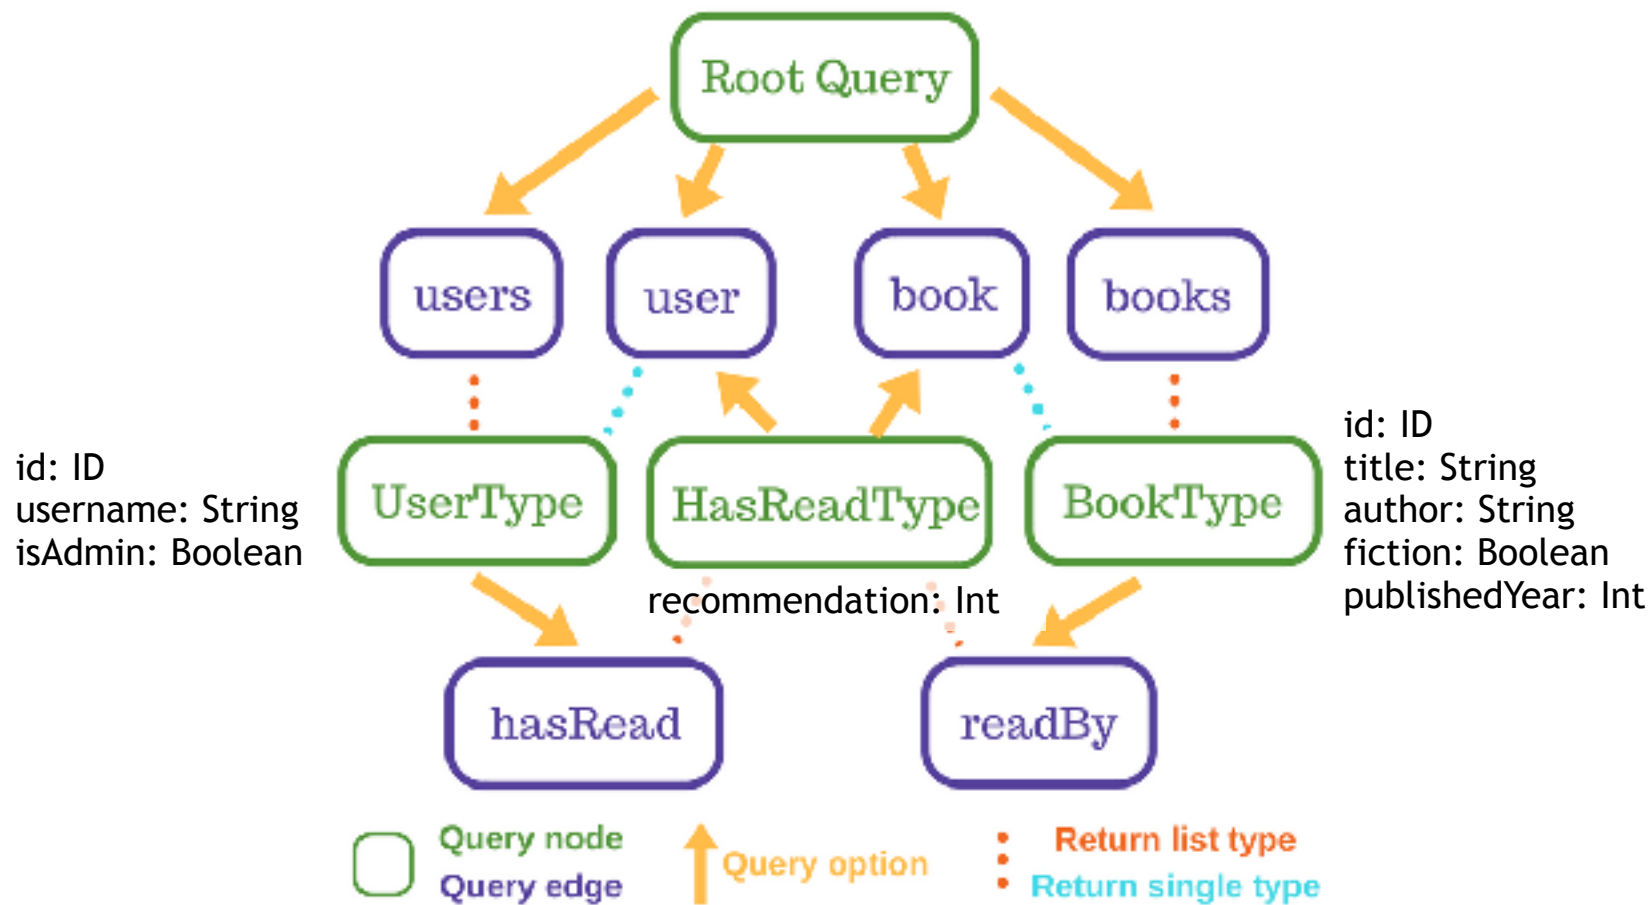 Root Query
users
user
book
books
id: ID
username: String
isAdmin: Boolean
UserType
HasReadType
BookType
id: ID
title: String
author: String
fiction: Boolean
publishedYear: Int
recommendation: Int
hasRead
readBy
Query node
Query edge
Query option
Return list type
Return single type